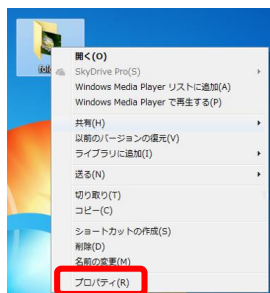 開く(O)
SkyDrive Pro(S)
Windows Media Player リストに追加(A)
Windows Media Player で再生する(P)
共有(H)
以前のバージョンの復元(V)
ライブラリに追加(I)
送る(N)
切り取り(T)
コピー(C)
ショートカットの作成(S)
削除(D)
名前の変更(M)
プロパティ(R)